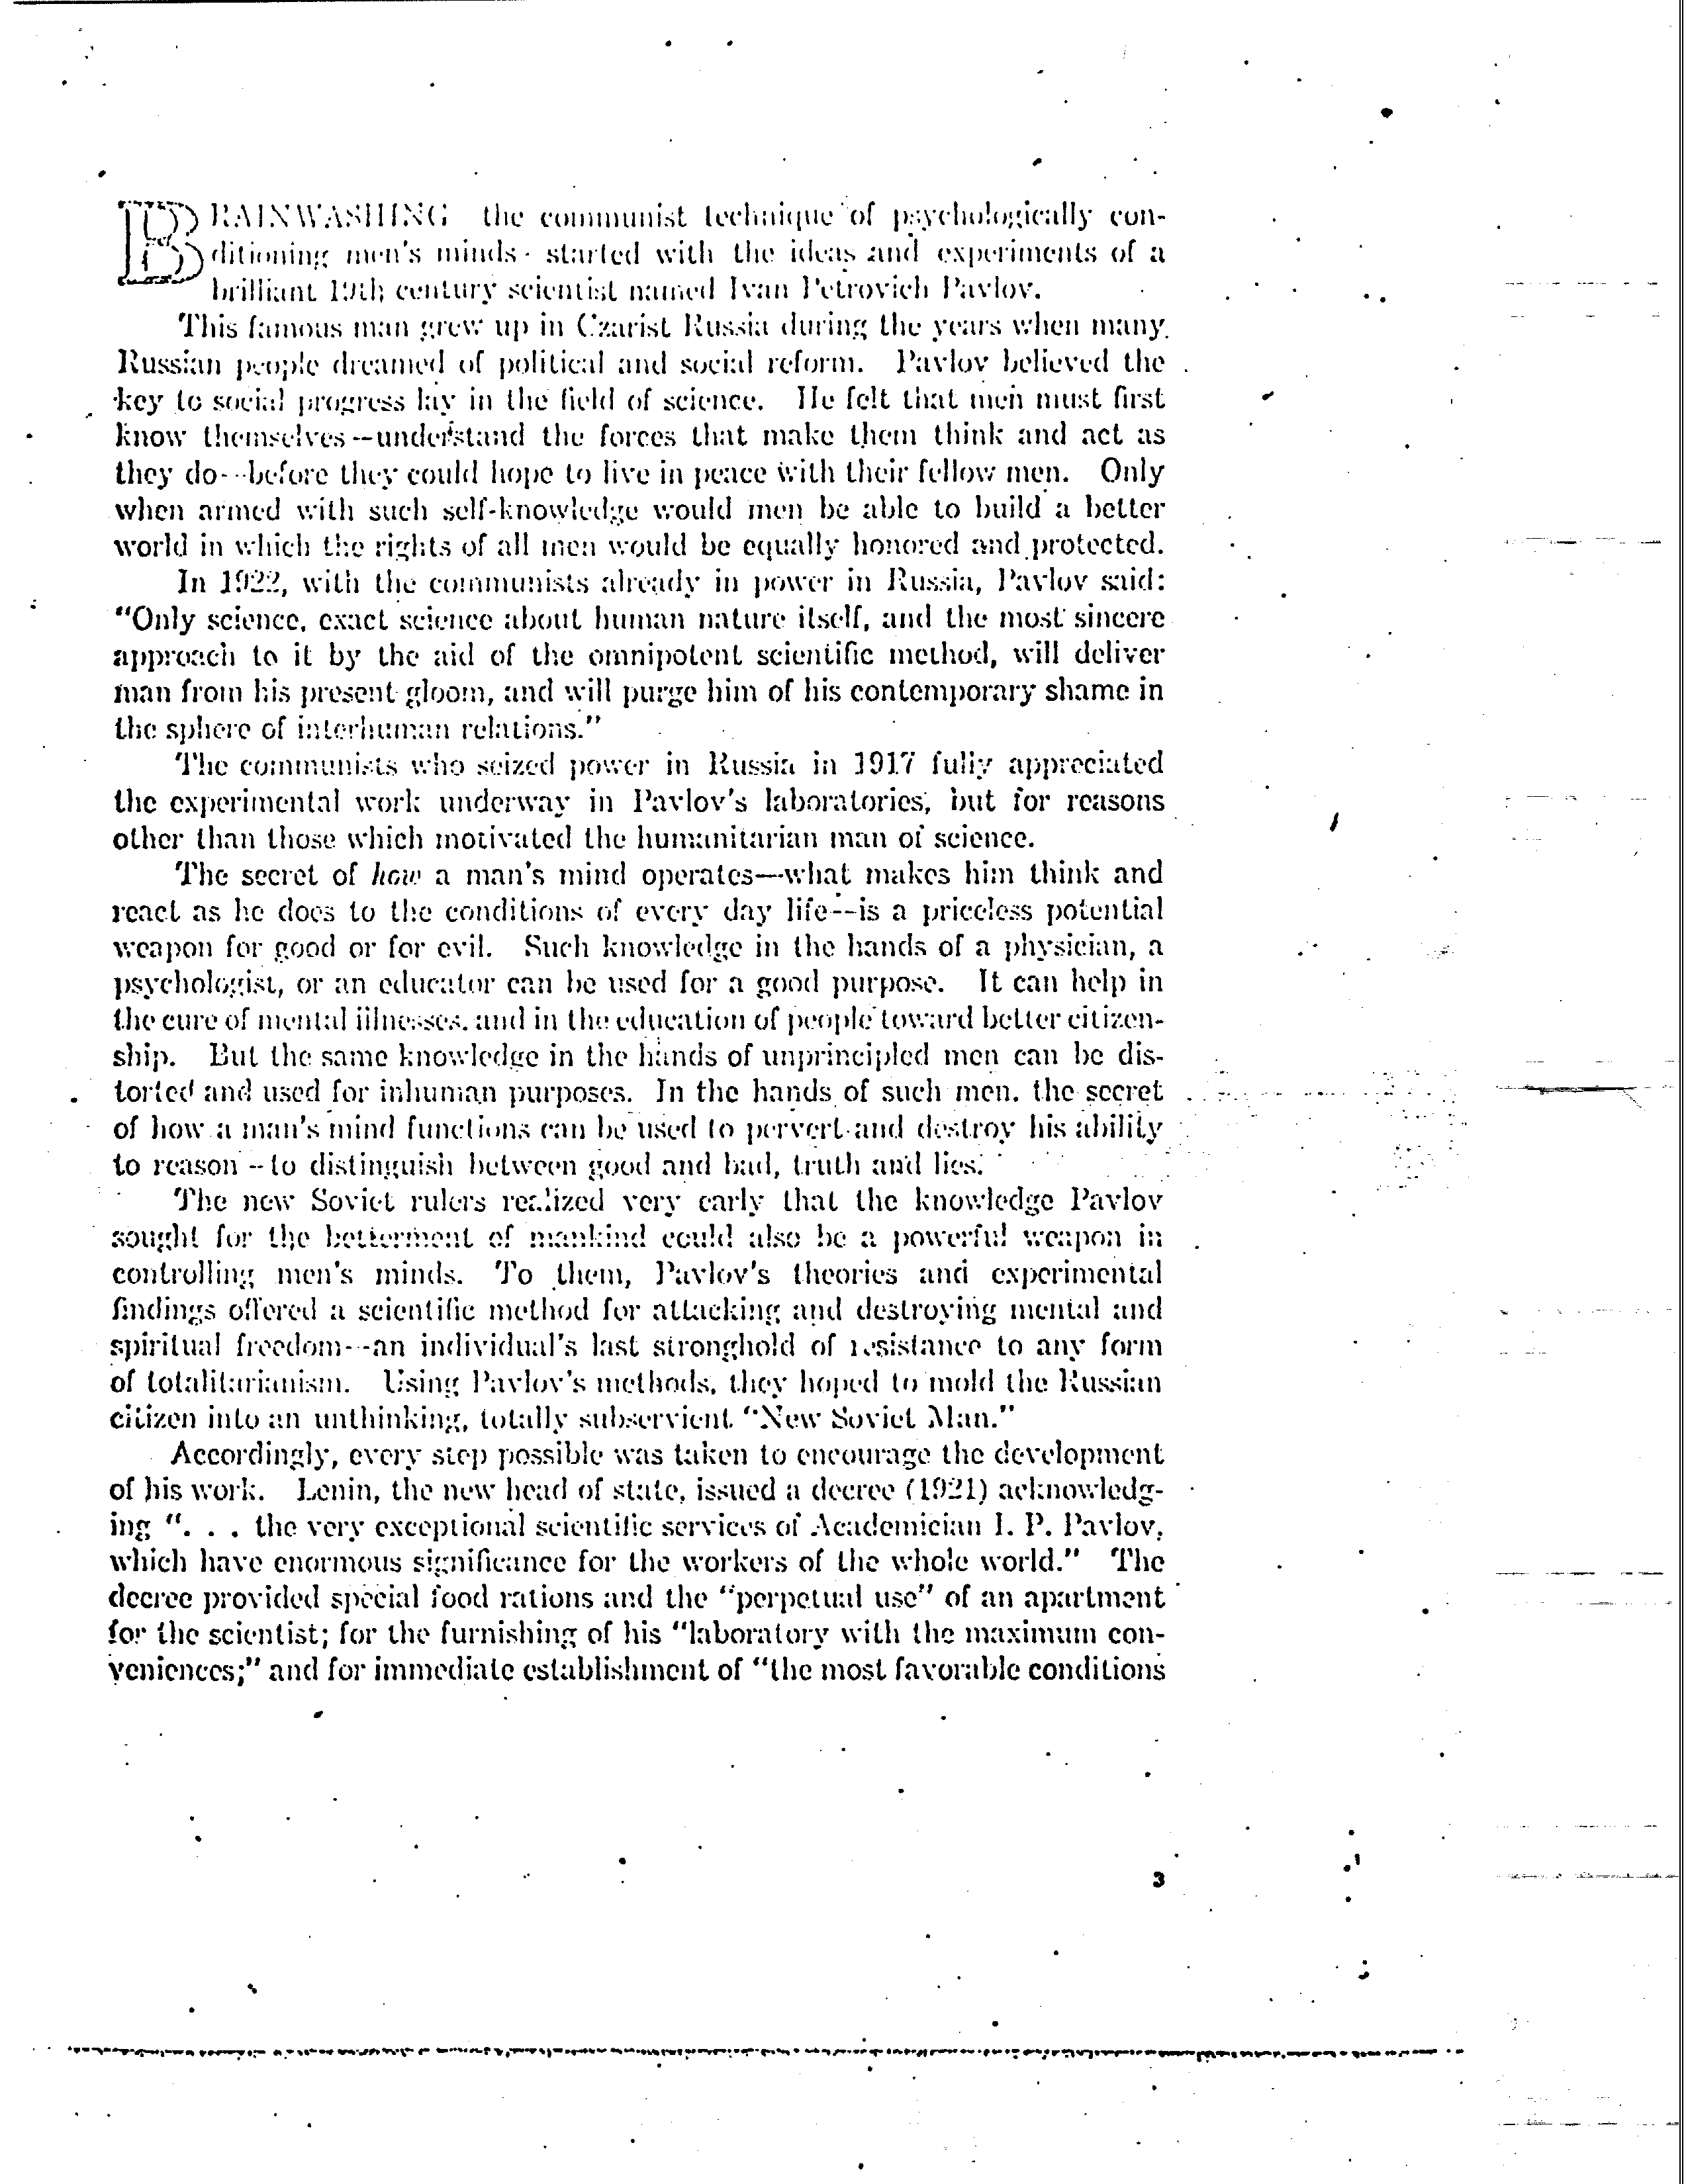 BRAINWASHING the communist technique of psychologically con-
ditioning men's minds- started with the ideas and experiments of a
brilliant 19th century scientist named Ivan Petrovich Pavlov.
This famous man grew up in Czarist Russia during the years when many
Russian people dreamed of political and social reform. Pavlov believed the
key to social progress lay in the field of science. He felt that men must first
know themselves--understand the forces that make them think and act as
they do--before they could hope to live in peace with their fellow men. Only
when armed with such self-knowledge would men be able to build a better
world in which the rights of all men would be equally honored and protected.
In 1922, with the communists already in power in Russia, Pavlov said:
"Only science, exact science about human nature itself, and the most sincere
approach to it by the aid of the omnipotent scientific method, will deliver
man from his present gloom, and will purge him of his contemporary shame in
the sphere of interhuman relations."
The communists who seized power in Russia in 1917 fully appreciated
the experimental work underway in Pavlov's laboratories, but for reasons
other than those which motivated the humanitarian man of science.
The secret of how a man's mind operates—what makes him think and
react as he does to the conditions of every day life--is a priceless potential
weapon for good or for evil. Such knowledge in the hands of a physician, a
psychologist, or an educator can be used for a good purpose. It can help in
the cure of mental illnesses, and in the education of people toward better citizen-
ship. But the same knowledge in the hands of unprincipled men can be dis-
torted and used for inhuman purposes. In the hands of such men, the secret
of how a man's mind functions can be used to pervert and destroy his ability
to reason--to distinguish between good and bad, truth and lies.
The new Soviet rulers realized very early that the knowledge Pavlov
sought for the betterment of mankind could also be a powerful weapon in
controlling men's minds. To them, Pavlov's theories and experimental
findings offered a scientific method for attacking and destroying mental and
spiritual freedom--an individual's last stronghold of resistance to any form
of totalitarianism. Using Pavlov's methods, they hoped to mold the Russian
citizen into an unthinking, totally subservient "New Soviet Man."
Accordingly, every step possible was taken to encourage the development
of his work. Lenin, the new head of state, issued a decree (1921) acknowledg-
ing ". . . the very exceptional scientific services of Academician I. P. Pavlov,
which have enormous significance for the workers of the whole world." The
decree provided special food rations and the "perpetual use" of an apartment
for the scientist; for the furnishing of his "laboratory with the maximum con-
veniences;" and for immediate establishment of "the most favorable conditions
3